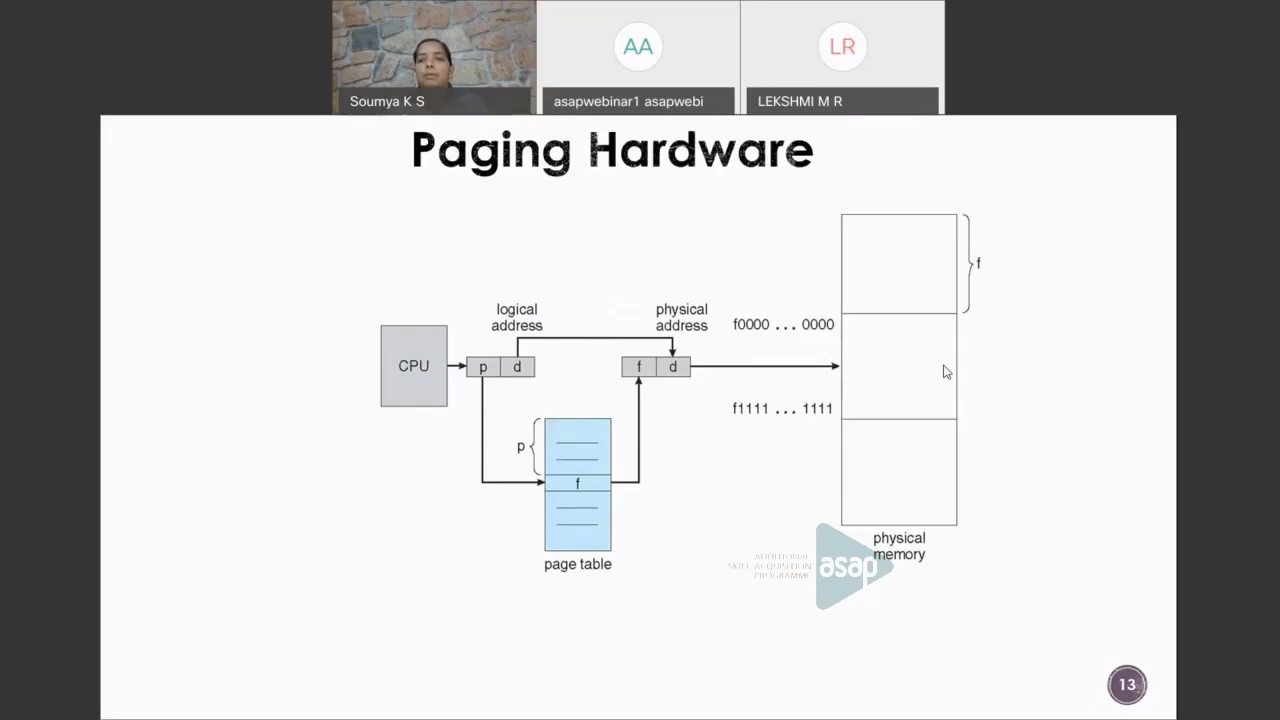 AA
LR
Soumya K S
asapwebinar1 asapwebi
LEKSHMI M R
Paging Hardware
f
logical
address
physical
address
f0000 ... 0000
CPU
p d
f d
f1111 ... 1111
p
f
page table
physical
memory
ADDITIONAL
SKILL ACQUISITION
PROGRAMME
asap
13